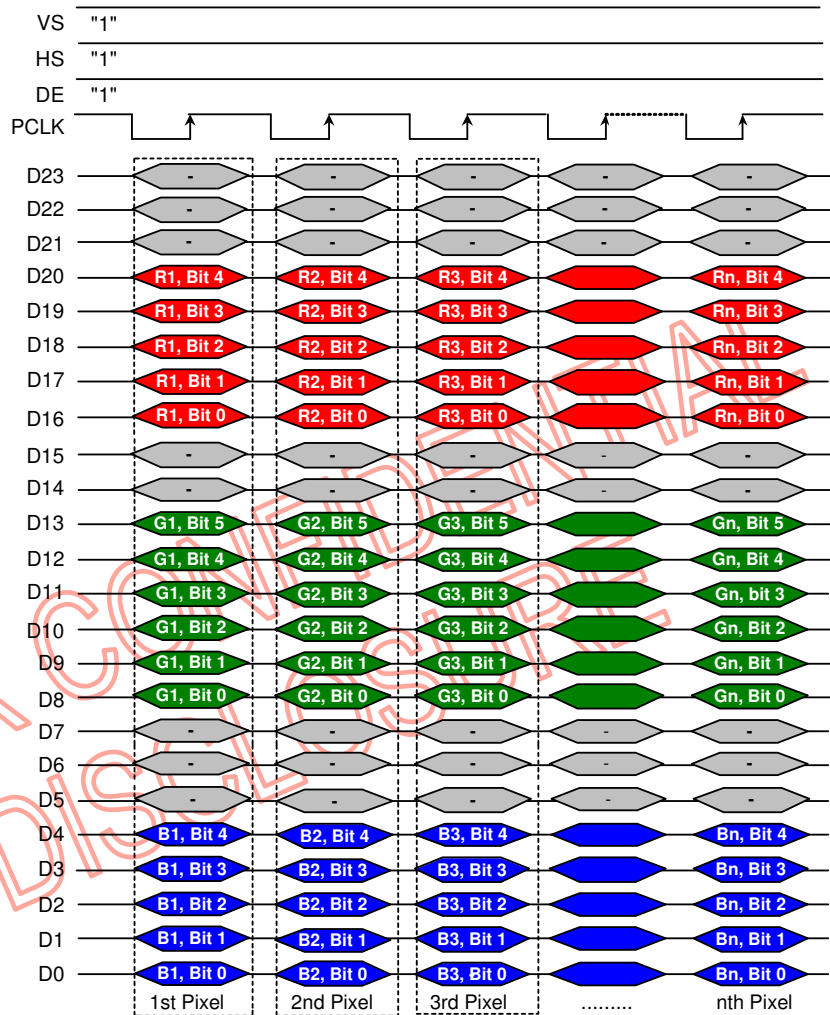 VS "1"
HS "1"
DE "1"
PCLK
D23 - - - - -
D22 - - - - -
D21 - - - - -
D20 R1, Bit 4 R2, Bit 4 R3, Bit 4 Rn, Bit 4
D19 R1, Bit 3 R2, Bit 3 R3, Bit 3 Rn, Bit 3
D18 R1, Bit 2 R2, Bit 2 R3, Bit 2 Rn, Bit 2
D17 R1, Bit 1 R2, Bit 1 R3, Bit 1 Rn, Bit 1
D16 R1, Bit 0 R2, Bit 0 R3, Bit 0 Rn, Bit 0
D15 - - - - -
D14 - - - - -
D13 G1, Bit 5 G2, Bit 5 G3, Bit 5 Gn, Bit 5
D12 G1, Bit 4 G2, Bit 4 G3, Bit 4 Gn, Bit 4
D11 G1, Bit 3 G2, Bit 3 G3, Bit 3 Gn, bit 3
D10 G1, Bit 2 G2, Bit 2 G3, Bit 2 Gn, Bit 2
D9 G1, Bit 1 G2, Bit 1 G3, Bit 1 Gn, Bit 1
D8 G1, Bit 0 G2, Bit 0 G3, Bit 0 Gn, Bit 0
D7 - - - - -
D6 - - - - -
D5 - - - - -
D4 B1, Bit 4 B2, Bit 4 B3, Bit 4 Bn, Bit 4
D3 B1, Bit 3 B2, Bit 3 B3, Bit 3 Bn, Bit 3
D2 B1, Bit 2 B2, Bit 2 B3, Bit 2 Bn, Bit 2
D1 B1, Bit 1 B2, Bit 1 B3, Bit 1 Bn, Bit 1
D0 B1, Bit 0 B2, Bit 0 B3, Bit 0 Bn, Bit 0
1st Pixel 2nd Pixel 3rd Pixel ......... nth Pixel
CONFIDENTIAL
DISCLOSURE